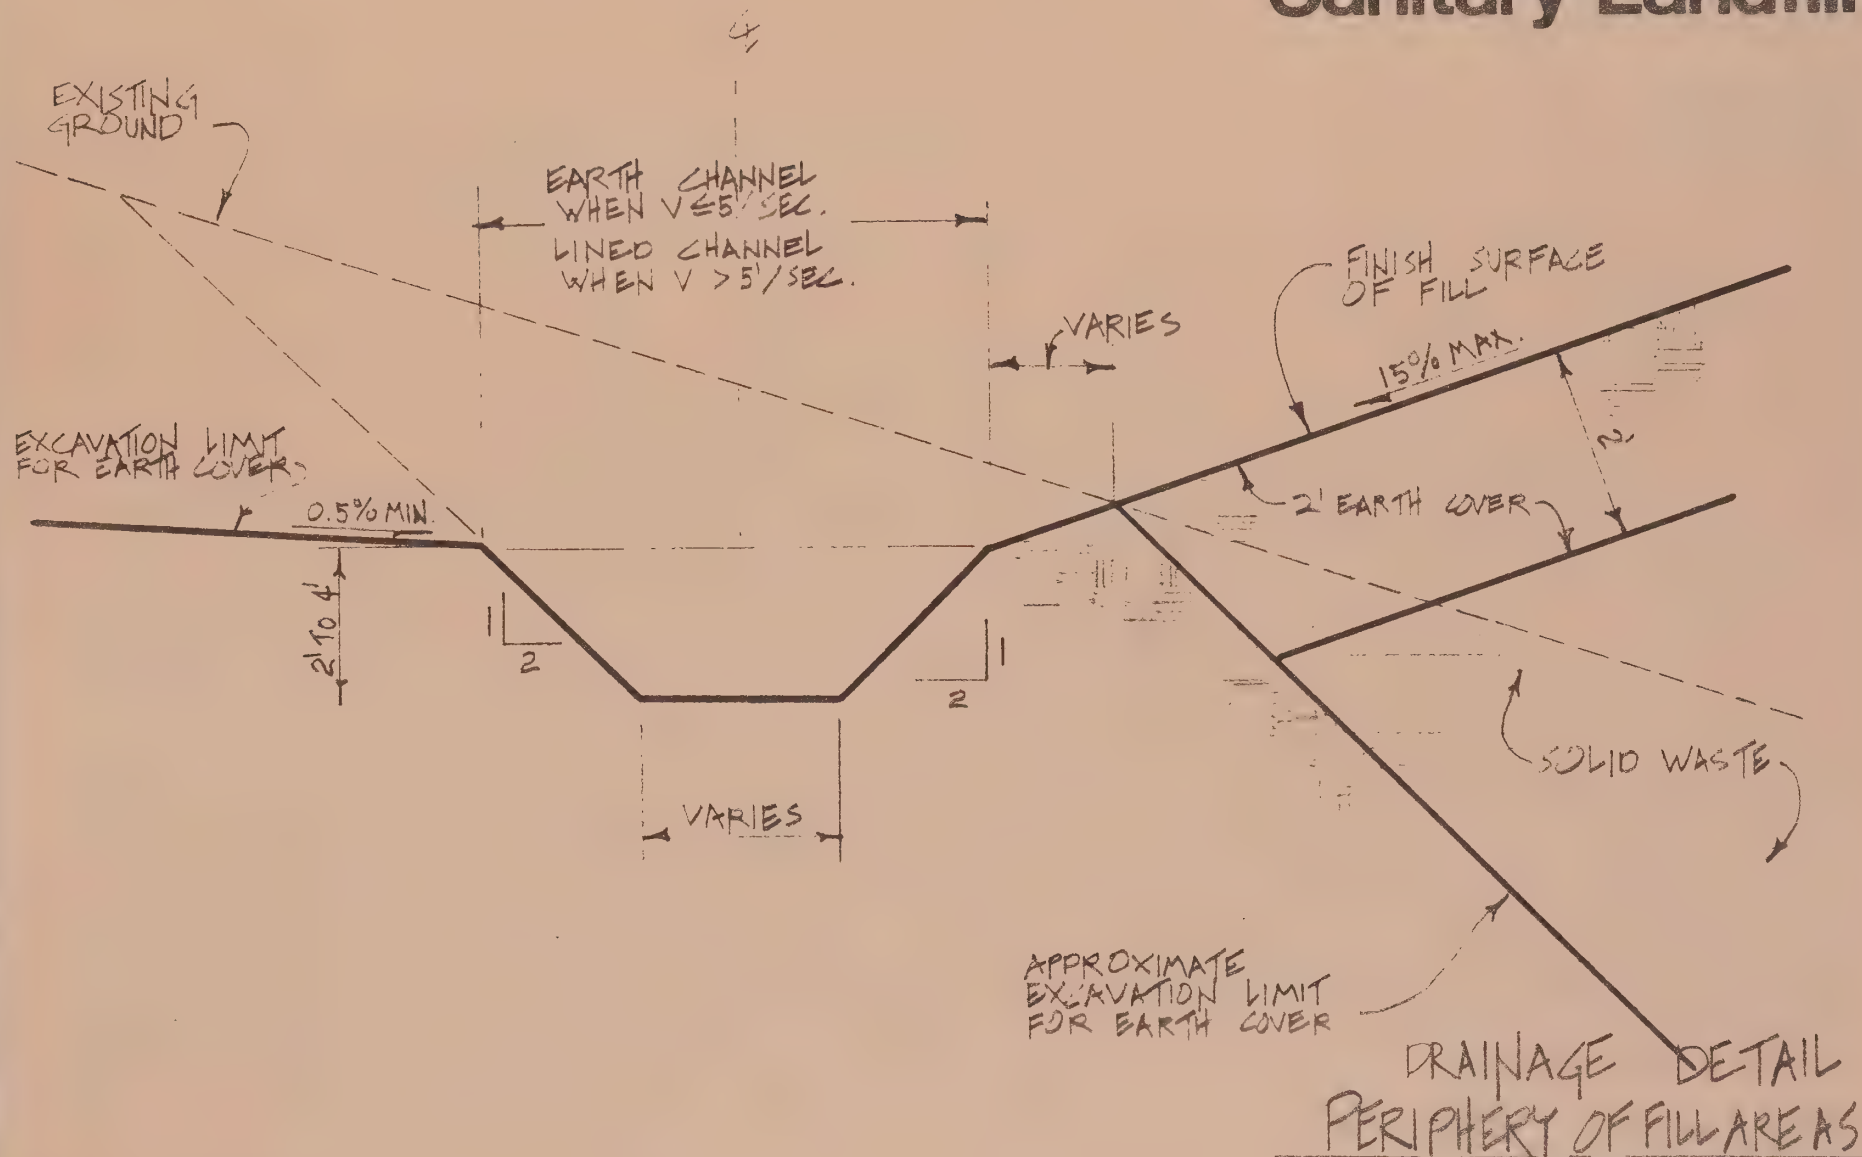 Sanitary Landfill
℄
EXISTING
GROUND
EARTH CHANNEL
WHEN V ≤ 5'/SEC.
LINED CHANNEL
WHEN V > 5'/SEC.
VARIES
FINISH SURFACE
OF FILL
15% MAX.
2'
EXCAVATION LIMIT
FOR EARTH COVER
0.5% MIN.
2' EARTH COVER
2' TO 4'
1
2
1
2
SOLID WASTE
VARIES
APPROXIMATE
EXCAVATION LIMIT
FOR EARTH COVER
DRAINAGE DETAIL
PERIPHERY OF FILL AREAS